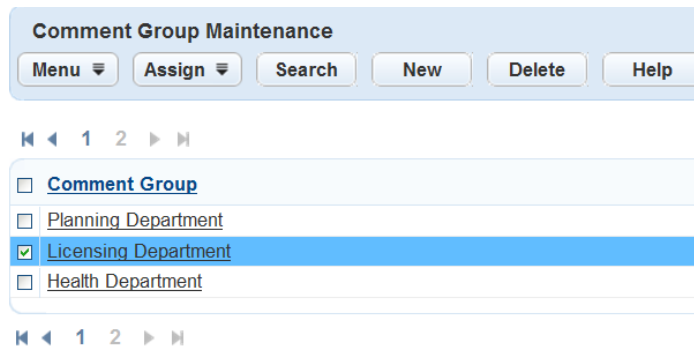 Comment Group Maintenance
Menu Assign Search New Delete Help
1 2
Comment Group
Planning Department
Licensing Department
Health Department
1 2